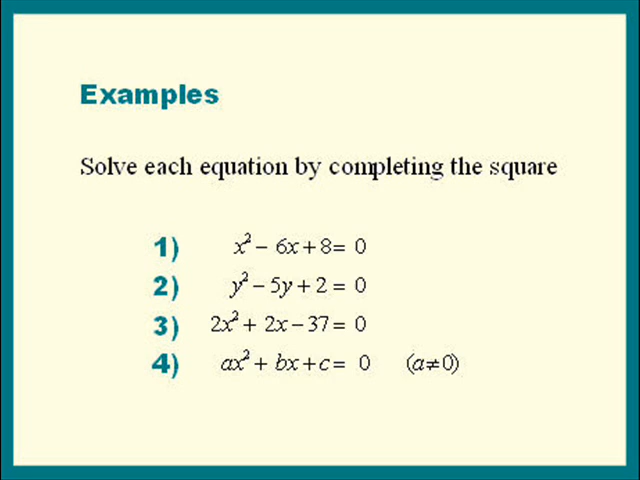 Examples
Solve each equation by completing the square
1) x² − 6x + 8 = 0
2) y² − 5y + 2 = 0
3) 2x² + 2x − 37 = 0
4) ax² + bx + c = 0 (a≠0)